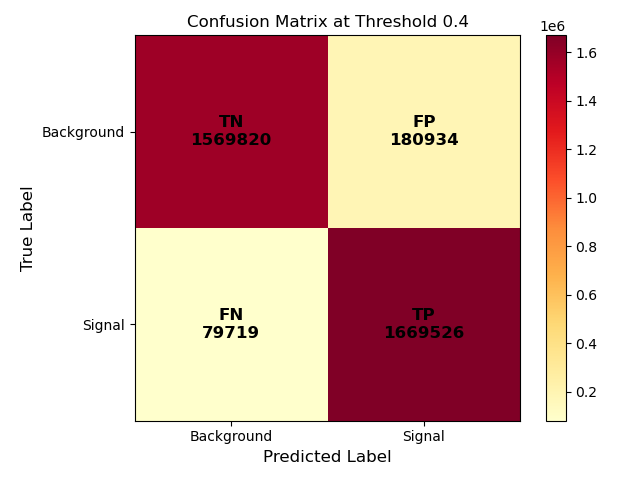 Confusion Matrix at Threshold 0.4
1e6
Background
TN
1569820
FP
180934
Signal
FN
79719
TP
1669526
True Label
Background
Signal
Predicted Label
1.6
1.4
1.2
1.0
0.8
0.6
0.4
0.2